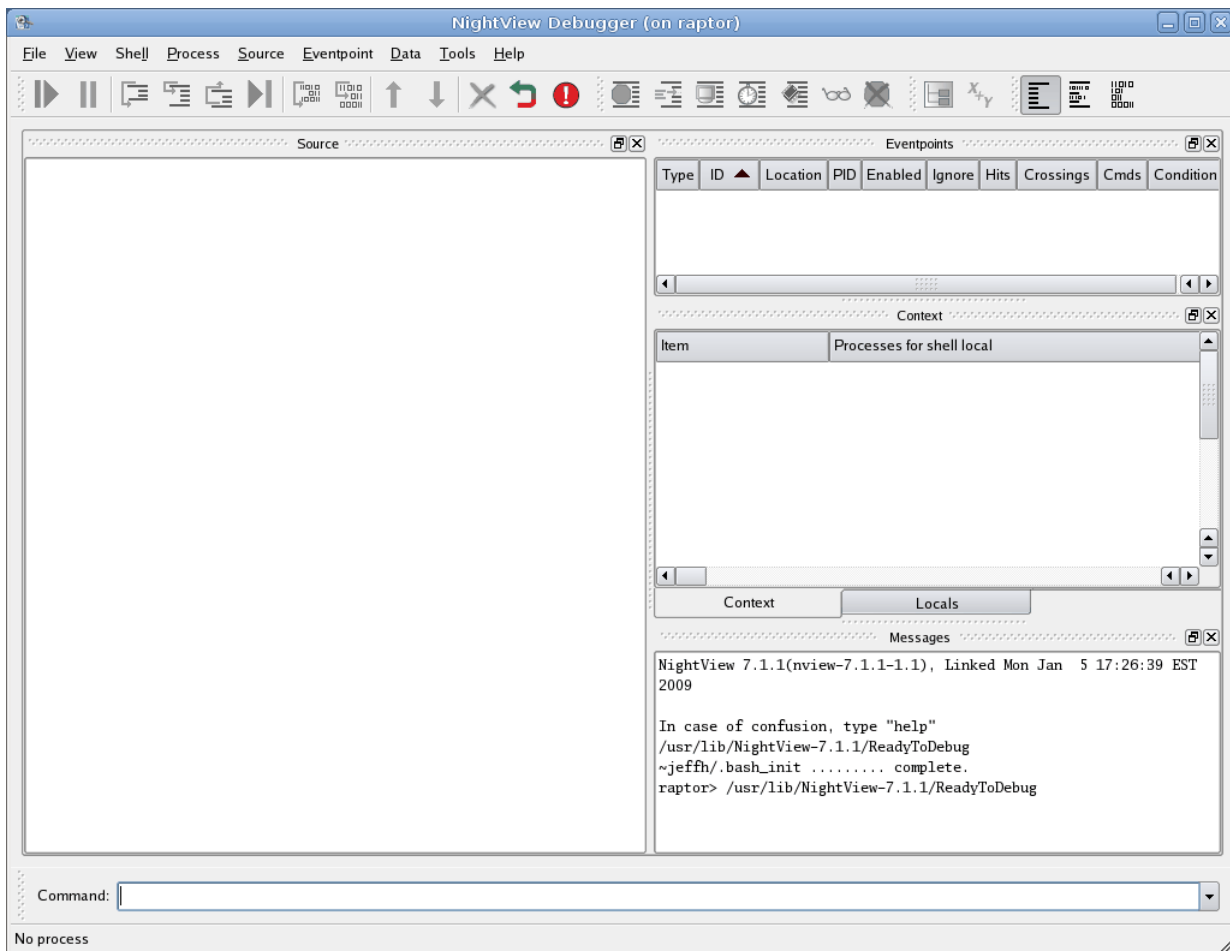 NightView Debugger (on raptor)
File View Shell Process Source Eventpoint Data Tools Help
Source
Eventpoints
Type ID Location PID Enabled Ignore Hits Crossings Cmds Condition
Context
Item Processes for shell local
Context Locals
Messages
NightView 7.1.1(nview-7.1.1-1.1), Linked Mon Jan  5 17:26:39 EST
2009
In case of confusion, type "help"
/usr/lib/NightView-7.1.1/ReadyToDebug
~jeffh/.bash_init ......... complete.
raptor> /usr/lib/NightView-7.1.1/ReadyToDebug
Command:
No process